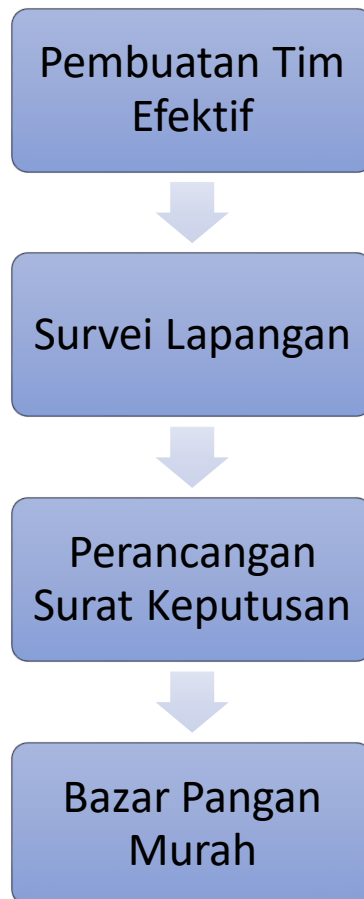 Pembuatan Tim
Efektif
Survei Lapangan
Perancangan
Surat Keputusan
Bazar Pangan
Murah